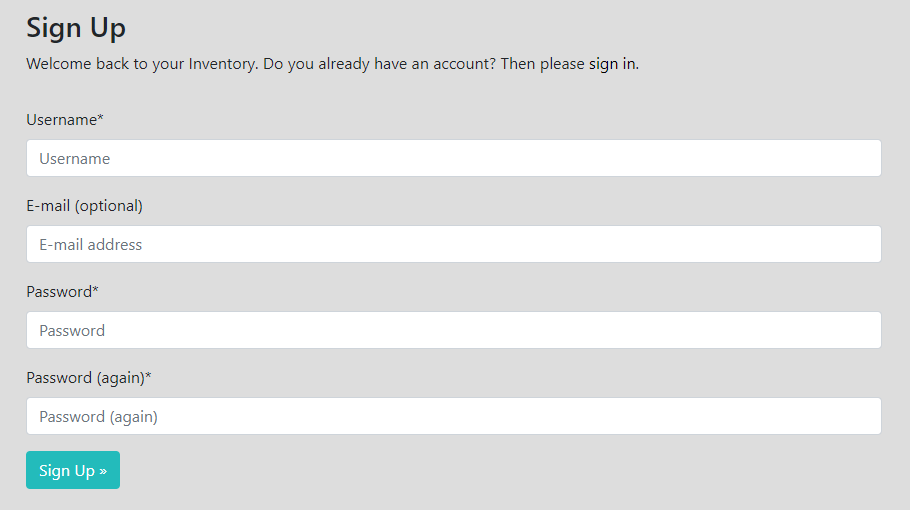 Sign Up
Welcome back to your Inventory. Do you already have an account? Then please sign in.
Username*
Username
E-mail (optional)
E-mail address
Password*
Password
Password (again)*
Password (again)
Sign Up »